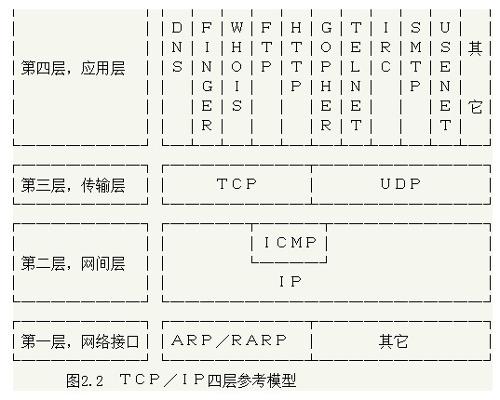 第四层，应用层
DNS
FINGER
WHOIS
FTP
HTTP
GOPHER
TELNET
IRC
SMTP
USENET
其它
第三层，传输层
TCP
UDP
第二层，网间层
ICMP
IP
第一层，网络接口
ARP／RARP
其它
图2.2 TCP／IP四层参考模型